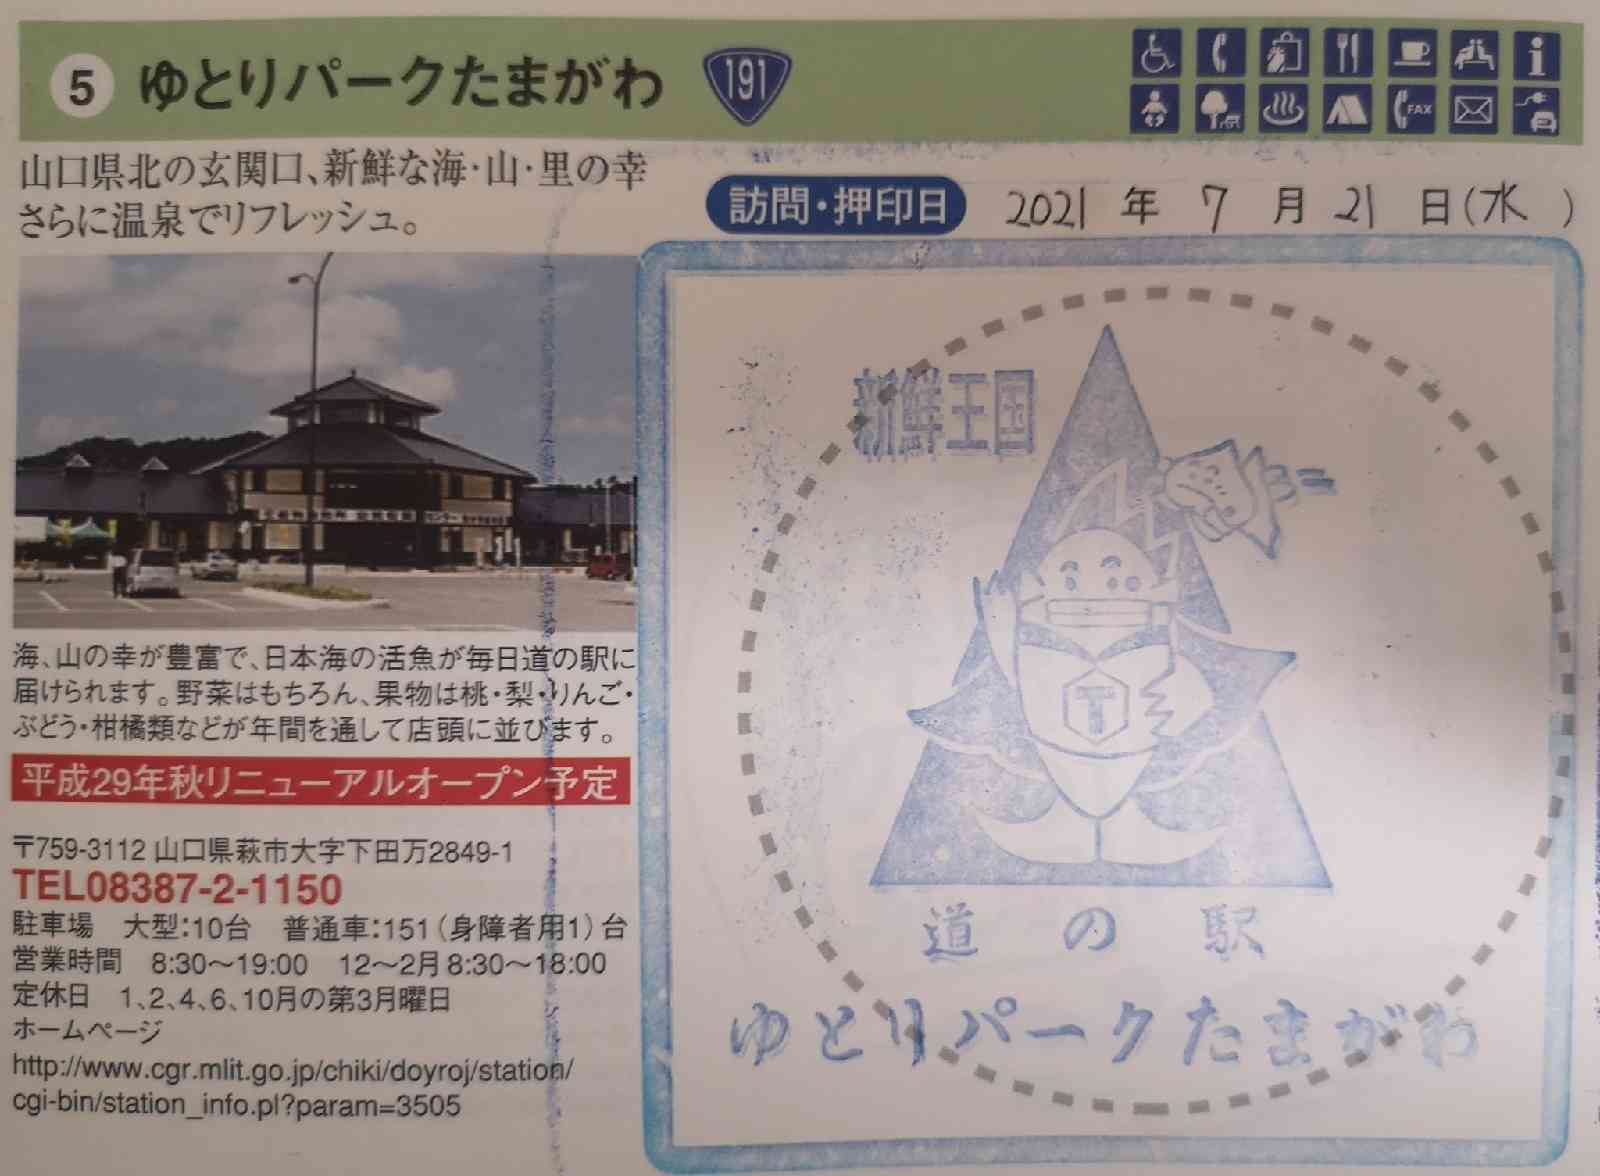 5 ゆとりパークたまがわ 191
FAX
山口県北の玄関口、新鮮な海・山・里の幸
さらに温泉でリフレッシュ。
訪問・押印日 2021年 7月 21日(水)
海、山の幸が豊富で、日本海の活魚が毎日道の駅に
届けられます。野菜はもちろん、果物は桃・梨・りんご・
ぶどう・柑橘類などが年間を通して店頭に並びます。
平成29年秋リニューアルオープン予定
〒759-3112 山口県萩市大字下田万2849-1
TEL08387-2-1150
駐車場 大型:10台 普通車:151(身障者用1)台
営業時間 8:30〜19:00 12〜2月8:30〜18:00
定休日 1、2、4、6、10月の第3月曜日
ホームページ
http://www.cgr.mlit.go.jp/chiki/doyroj/station/
cgi-bin/station_info.pl?param=3505
新鮮王国
T
道の駅
ゆとりパークたまがわ